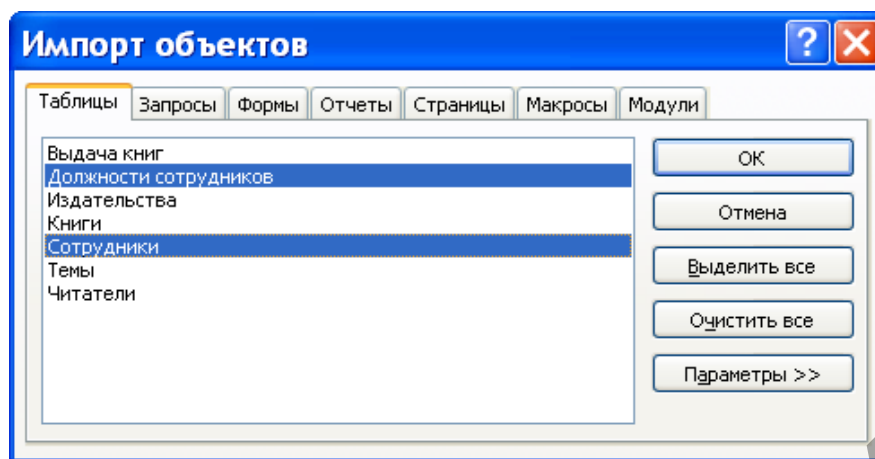 Импорт объектов
Таблицы Запросы Формы Отчеты Страницы Макросы Модули
Выдача книг
Должности сотрудников
Издательства
Книги
Сотрудники
Темы
Читатели
ОК
Отмена
Выделить все
Очистить все
Параметры >>